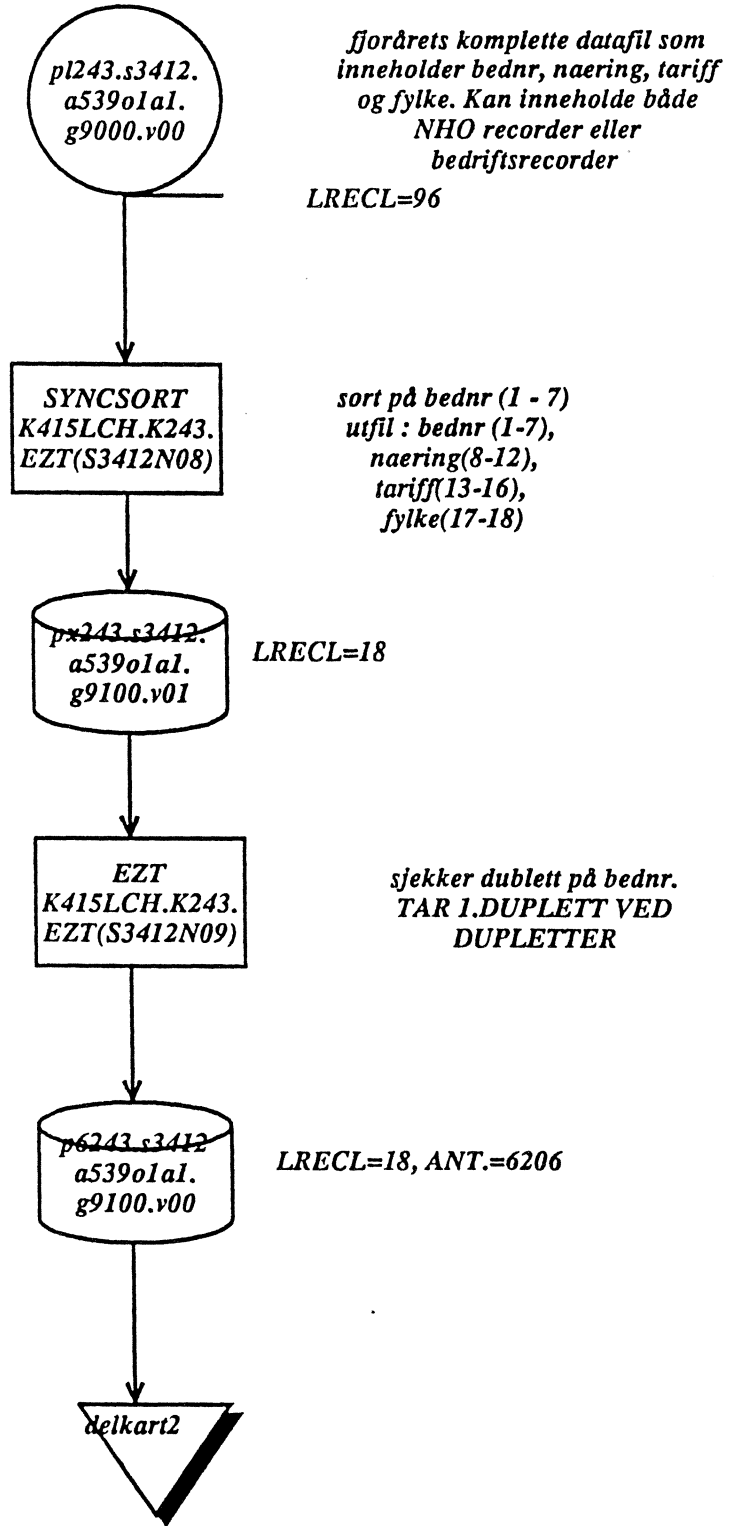 pl243.s3412.
a539o1a1.
g9000.v00
fjorårets komplette datafil som
inneholder bednr, naering, tariff
og fylke. Kan inneholde både
NHO recorder eller
bedriftsrecorder
LRECL=96
SYNCSORT
K415LCH.K243.
EZT(S3412N08)
sort på bednr (1 - 7)
utfil : bednr (1-7),
naering(8-12),
tariff(13-16),
fylke(17-18)
px243.s3412.
a539o1a1.
g9100.v01
LRECL=18
EZT
K415LCH.K243.
EZT(S3412N09)
sjekker dublett på bednr.
TAR 1.DUPLETT VED
DUPLETTER
p6243.s3412
a539o1a1.
g9100.v00
LRECL=18, ANT.=6206
delkart2